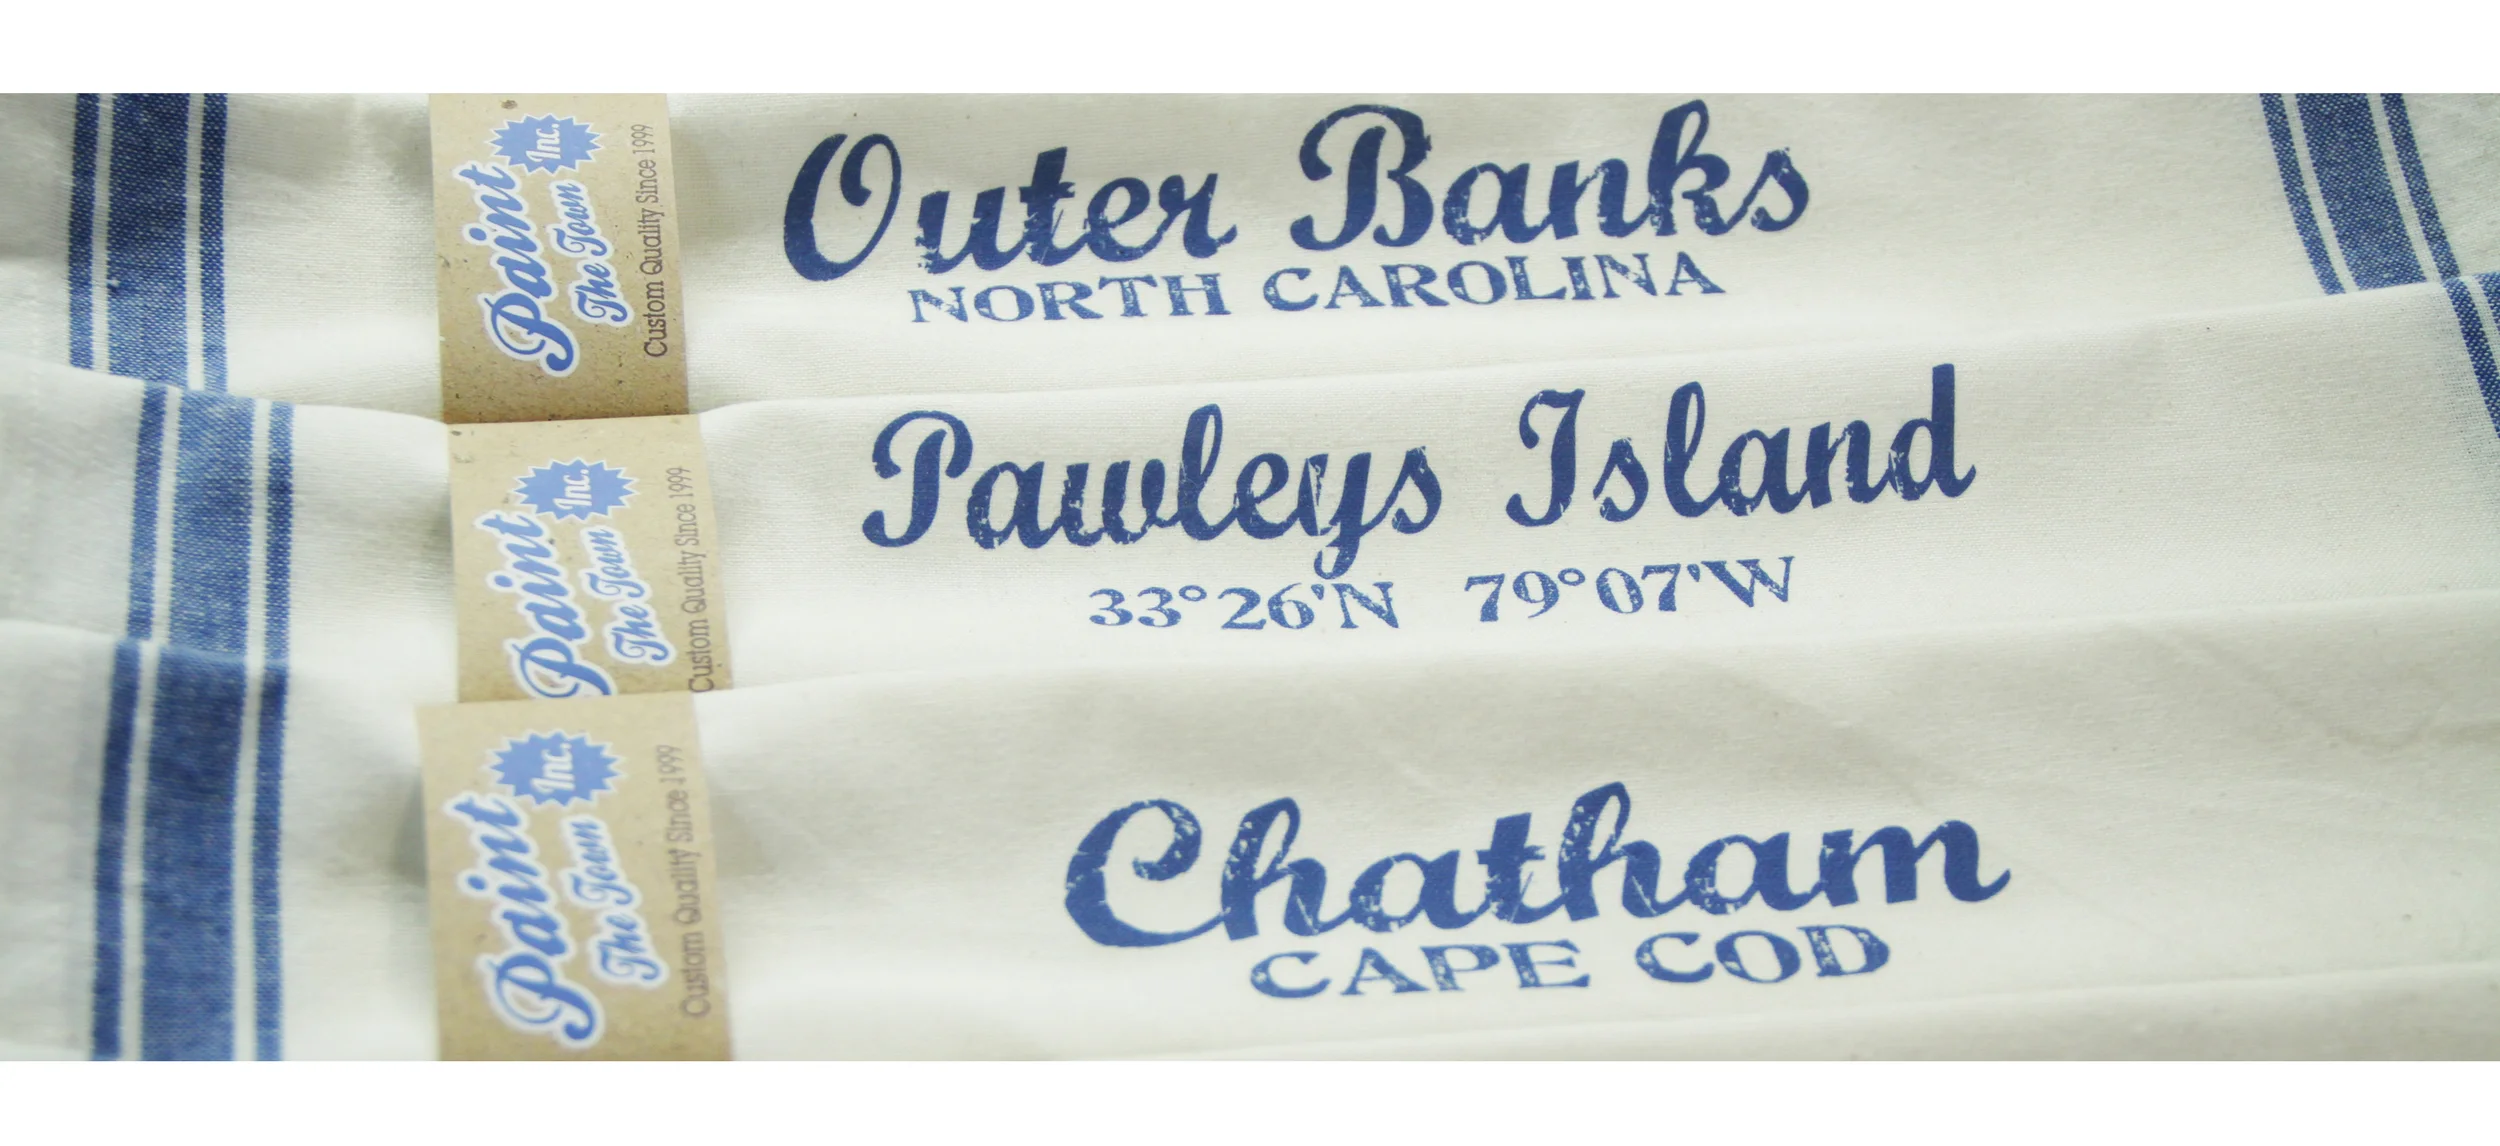 Paint
The Town
Inc.
Custom Quality Since 1999
Outer Banks
NORTH CAROLINA
Paint
The Town
Inc.
Custom Quality Since 1999
Pawleys Island
33°26'N 79°07'W
Paint
The Town
Inc.
Custom Quality Since 1999
Chatham
CAPE COD